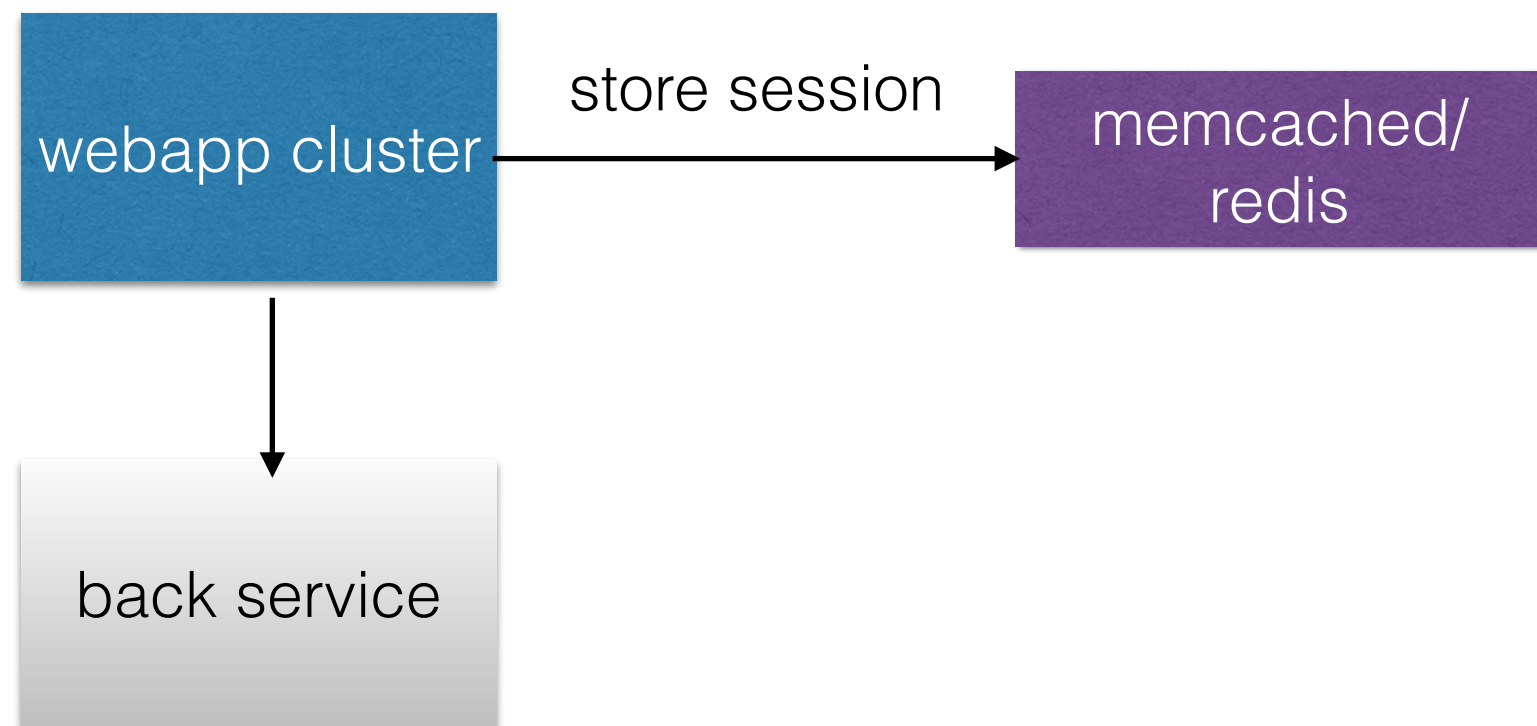 webapp cluster
store session
memcached/
redis
back service